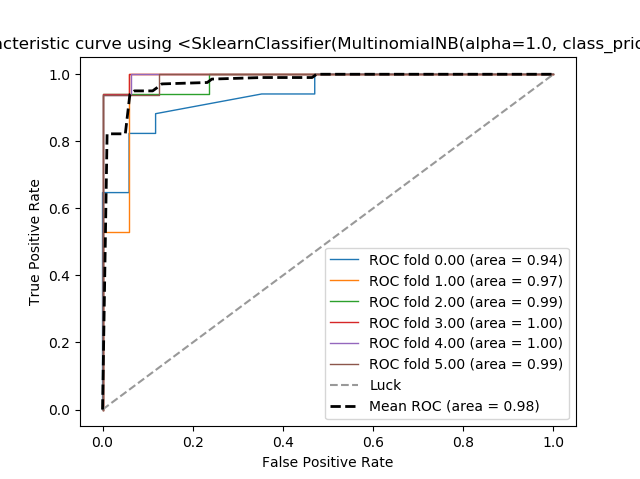 acteristic curve using <SklearnClassifier(MultinomialNB(alpha=1.0, class_prio
1.0
0.8
0.6
0.4
0.2
0.0
True Positive Rate
ROC fold 0.00 (area = 0.94)
ROC fold 1.00 (area = 0.97)
ROC fold 2.00 (area = 0.99)
ROC fold 3.00 (area = 1.00)
ROC fold 4.00 (area = 1.00)
ROC fold 5.00 (area = 0.99)
Luck
Mean ROC (area = 0.98)
0.0 0.2 0.4 0.6 0.8 1.0
False Positive Rate